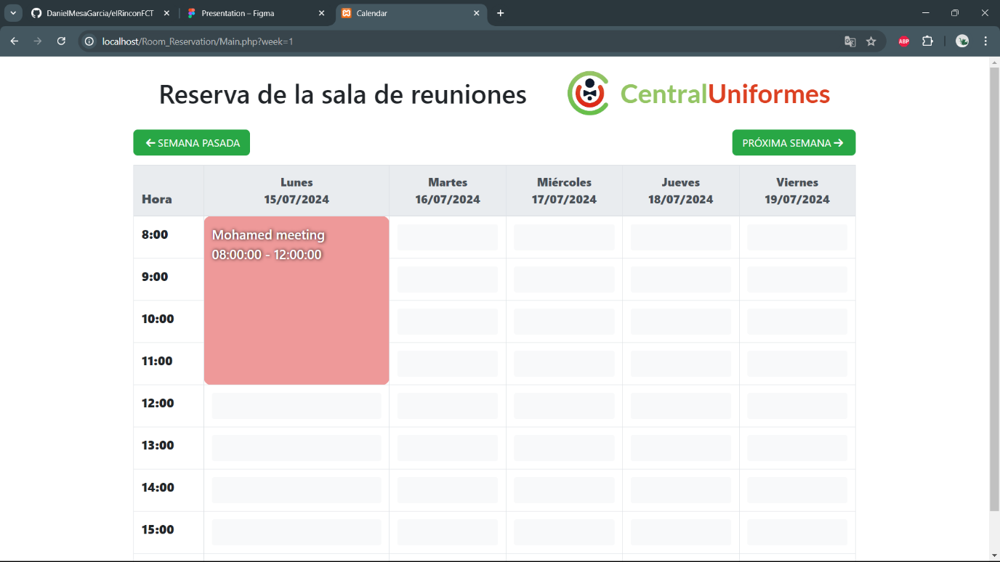 DanielMesaGarcia/elRinconFCT
Presentation – Figma
Calendar
localhost/Room_Reservation/Main.php?week=1
ABP
Reserva de la sala de reuniones
CentralUniformes
SEMANA PASADA
PRÓXIMA SEMANA
Hora
Lunes
15/07/2024
Martes
16/07/2024
Miércoles
17/07/2024
Jueves
18/07/2024
Viernes
19/07/2024
8:00
Mohamed meeting
08:00:00 - 12:00:00
9:00
10:00
11:00
12:00
13:00
14:00
15:00